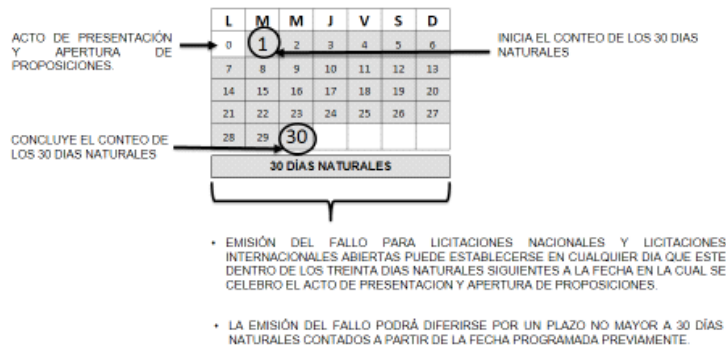 L M M J V S D
ACTO DE PRESENTACIÓN
Y APERTURA DE
PROPOSICIONES.
0 1 2 3 4 5 6
INICIA EL CONTEO DE LOS 30 DIAS
NATURALES
7 8 9 10 11 12 13
14 15 16 17 18 19 20
21 22 23 24 25 26 27
CONCLUYE EL CONTEO DE
LOS 30 DIAS NATURALES
28 29 30
30 DÍAS NATURALES
• EMISIÓN DEL FALLO PARA LICITACIONES NACIONALES Y LICITACIONES
INTERNACIONALES ABIERTAS PUEDE ESTABLECERSE EN CUALQUIER DIA QUE ESTE
DENTRO DE LOS TREINTA DIAS NATURALES SIGUIENTES A LA FECHA EN LA CUAL SE
CELEBRO EL ACTO DE PRESENTACION Y APERTURA DE PROPOSICIONES.
• LA EMISIÓN DEL FALLO PODRÁ DIFERIRSE POR UN PLAZO NO MAYOR A 30 DÍAS
NATURALES CONTADOS A PARTIR DE LA FECHA PROGRAMADA PREVIAMENTE.